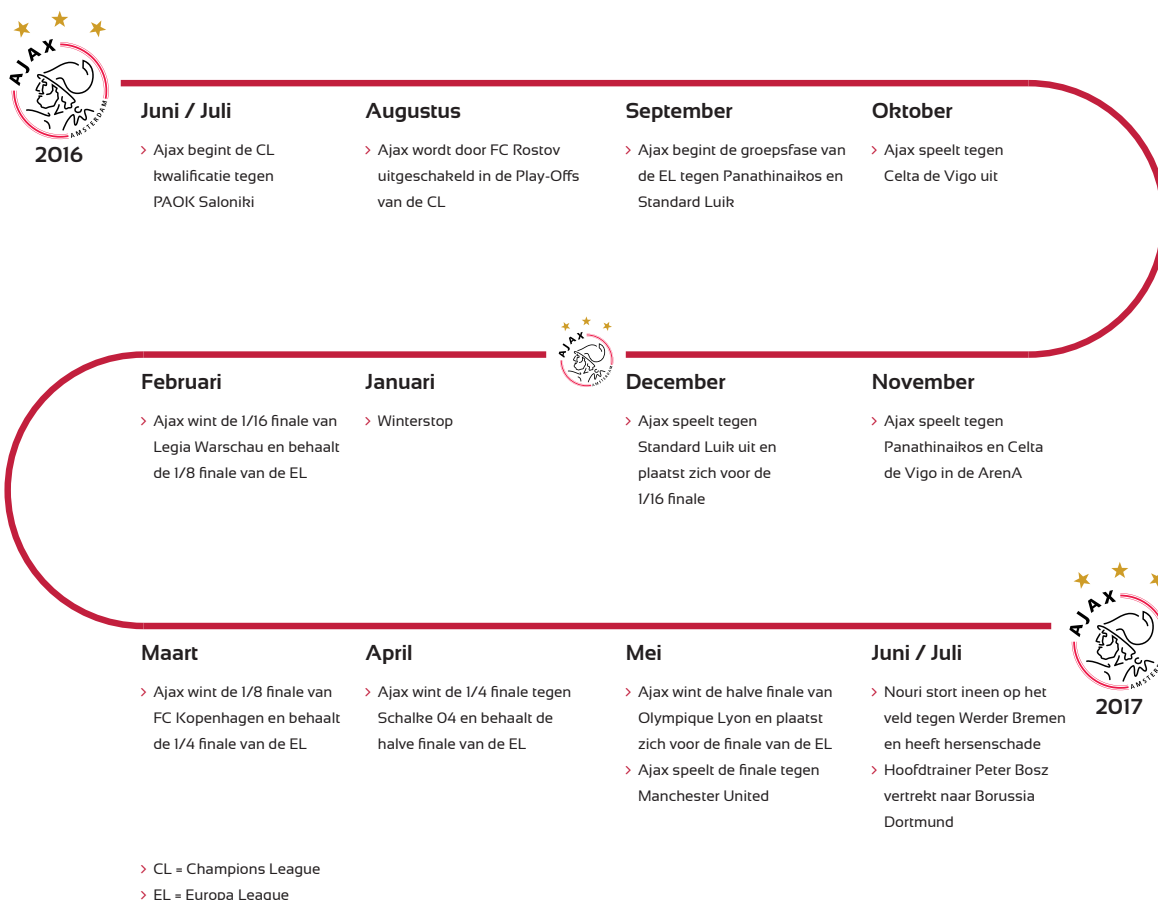 AJAX
AMSTERDAM
2016
Juni / Juli
> Ajax begint de CL
kwalificatie tegen
PAOK Saloniki
Augustus
> Ajax wordt door FC Rostov
uitgeschakeld in de Play-Offs
van de CL
September
> Ajax begint de groepsfase van
de EL tegen Panathinaikos en
Standard Luik
Oktober
> Ajax speelt tegen
Celta de Vigo uit
AJAX
AMSTERDAM
Februari
> Ajax wint de 1/16 finale van
Legia Warschau en behaalt
de 1/8 finale van de EL
Januari
> Winterstop
December
> Ajax speelt tegen
Standard Luik uit en
plaatst zich voor de
1/16 finale
November
> Ajax speelt tegen
Panathinaikos en Celta
de Vigo in de ArenA
Maart
> Ajax wint de 1/8 finale van
FC Kopenhagen en behaalt
de 1/4 finale van de EL
April
> Ajax wint de 1/4 finale tegen
Schalke 04 en behaalt de
halve finale van de EL
Mei
> Ajax wint de halve finale van
Olympique Lyon en plaatst
zich voor de finale van de EL
> Ajax speelt de finale tegen
Manchester United
Juni / Juli
> Nouri stort ineen op het
veld tegen Werder Bremen
en heeft hersenschade
> Hoofdtrainer Peter Bosz
vertrekt naar Borussia
Dortmund
AJAX
2017
> CL = Champions League
> EL = Europa League